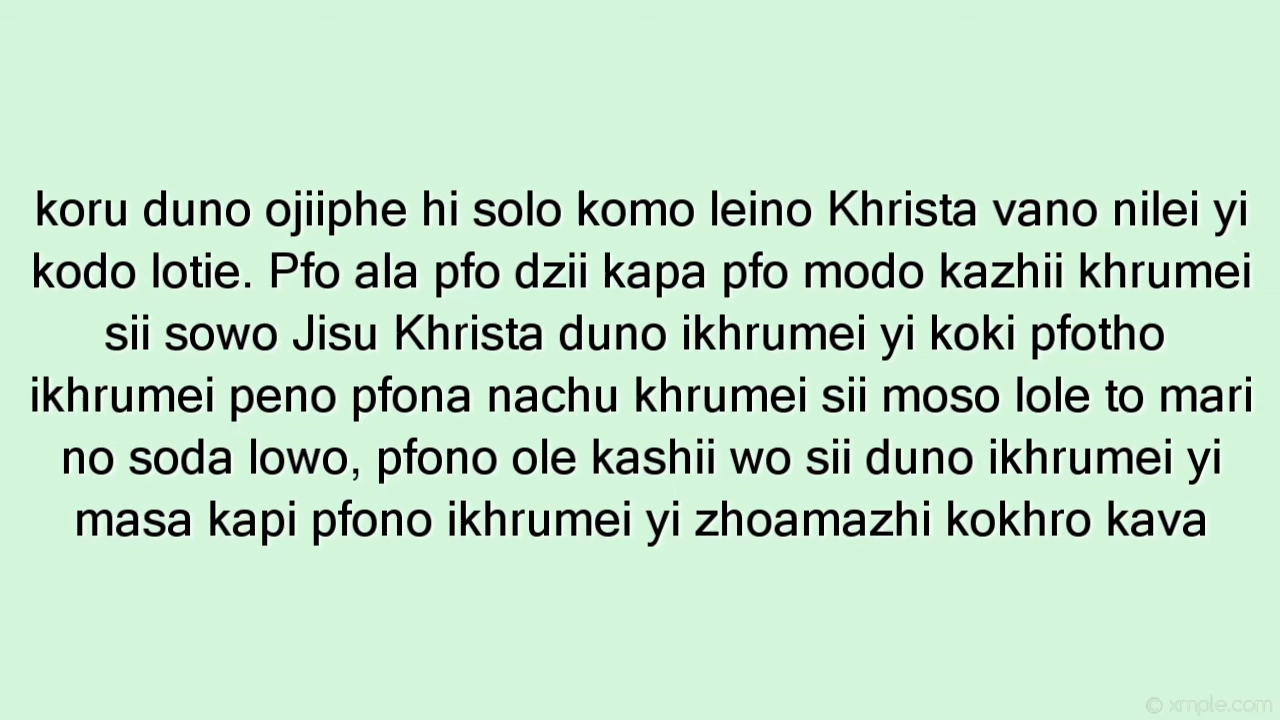 koru duno ojiiphe hi solo komo leino Khrista vano nilei yi
kodo lotie. Pfo ala pfo dzii kapa pfo modo kazhii khrumei
sii sowo Jisu Khrista duno ikhrumei yi koki pfotho
ikhrumei peno pfona nachu khrumei sii moso lole to mari
no soda lowo, pfono ole kashii wo sii duno ikhrumei yi
masa kapi pfono ikhrumei yi zhoamazhi kokhro kava
© xmple.com